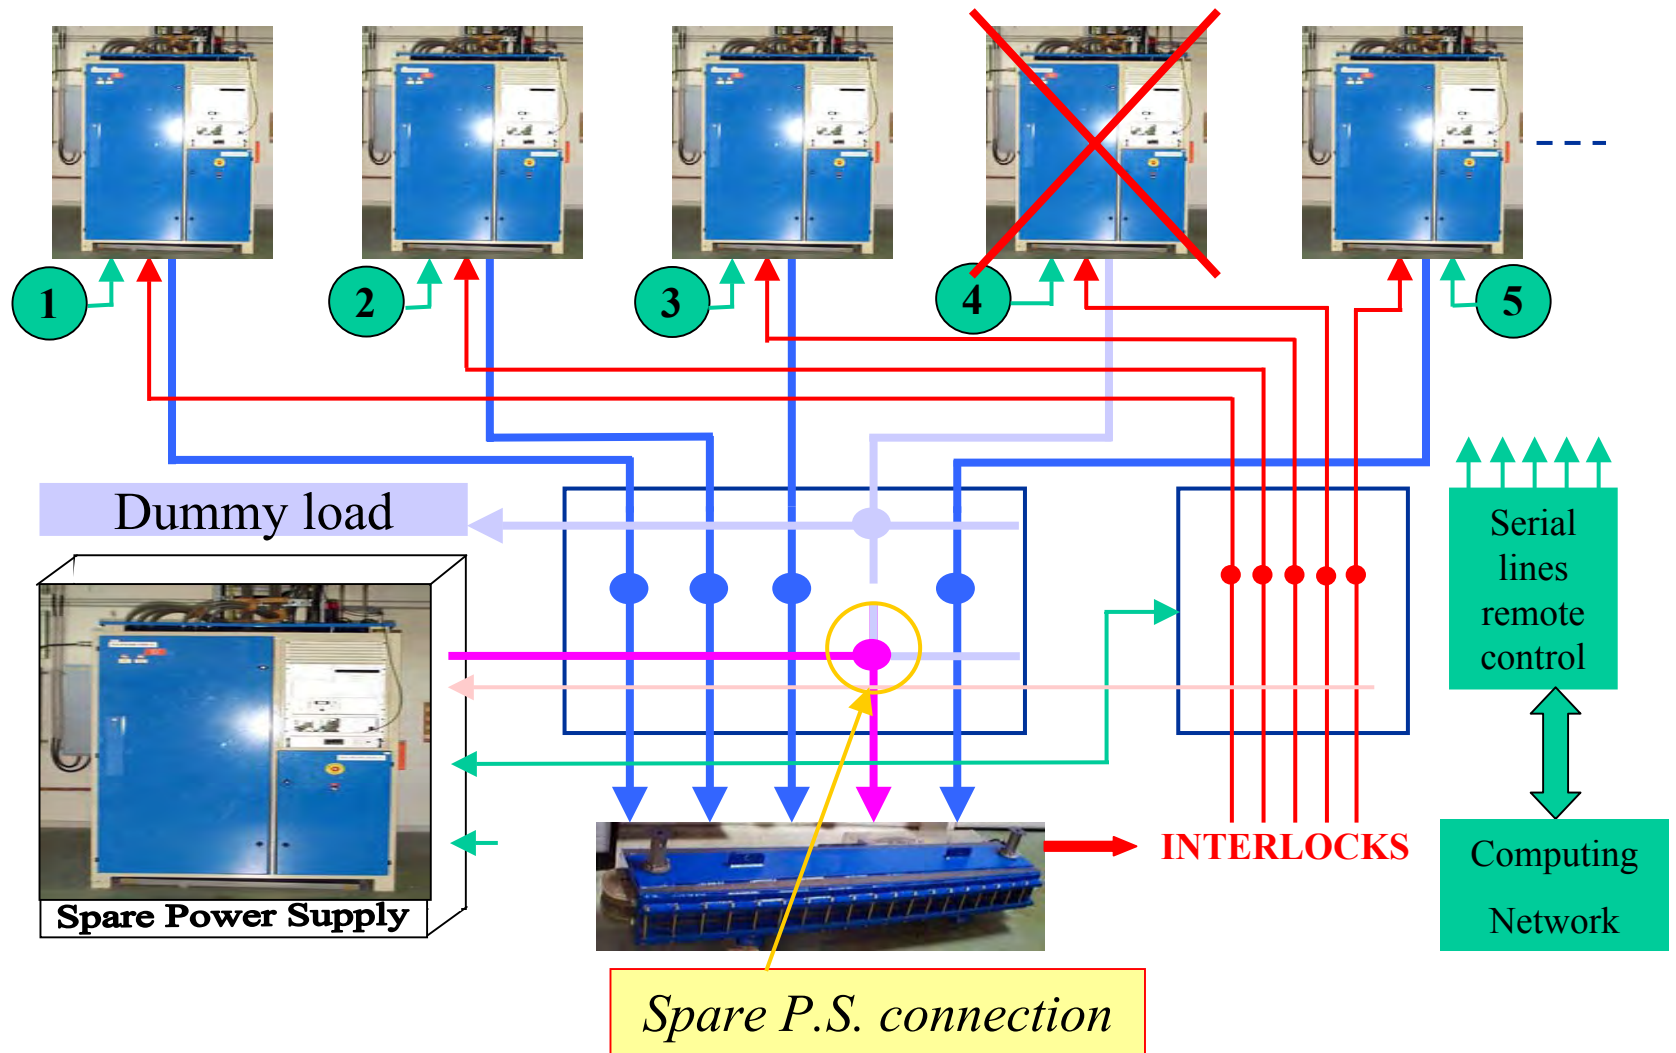 1
2
3
4
5
Dummy load
Serial
lines
remote
control
INTERLOCKS
Computing
Network
Spare Power Supply
Spare P.S. connection